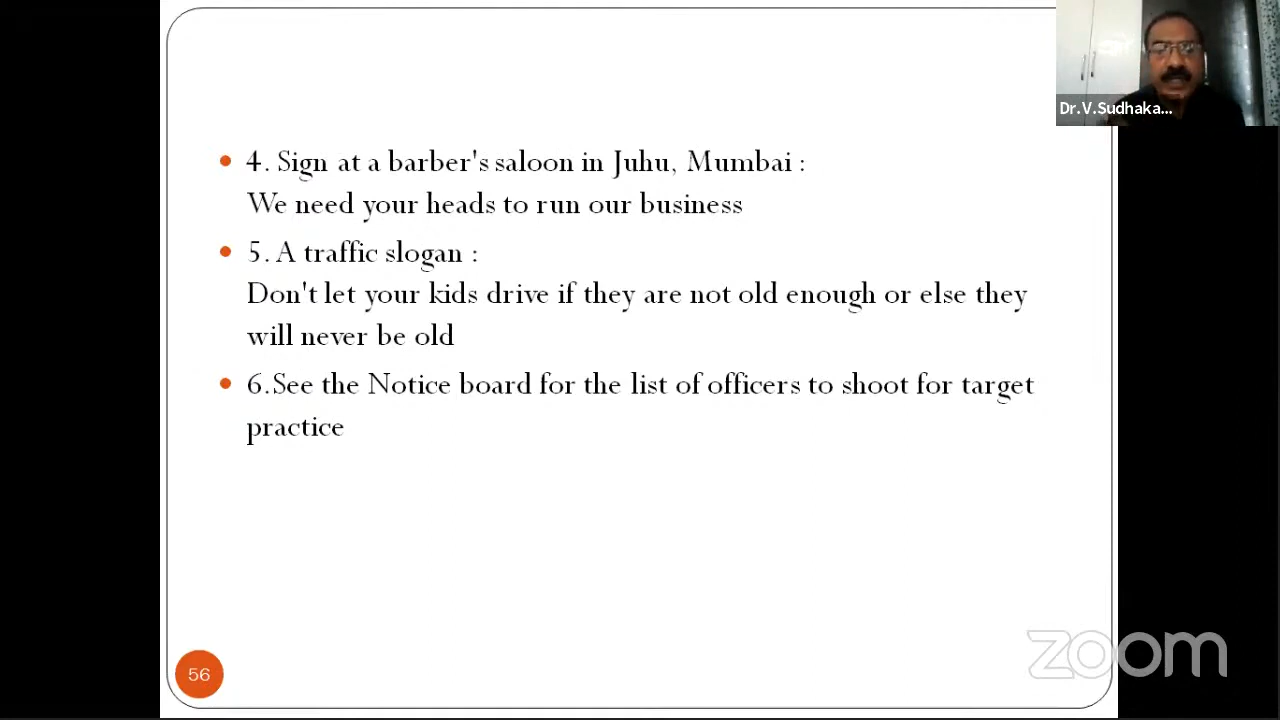 Dr.V.Sudhaka...
4. Sign at a barber's saloon in Juhu, Mumbai :
We need your heads to run our business
5. A traffic slogan :
Don't let your kids drive if they are not old enough or else they
will never be old
6.See the Notice board for the list of officers to shoot for target
practice
56
zoom